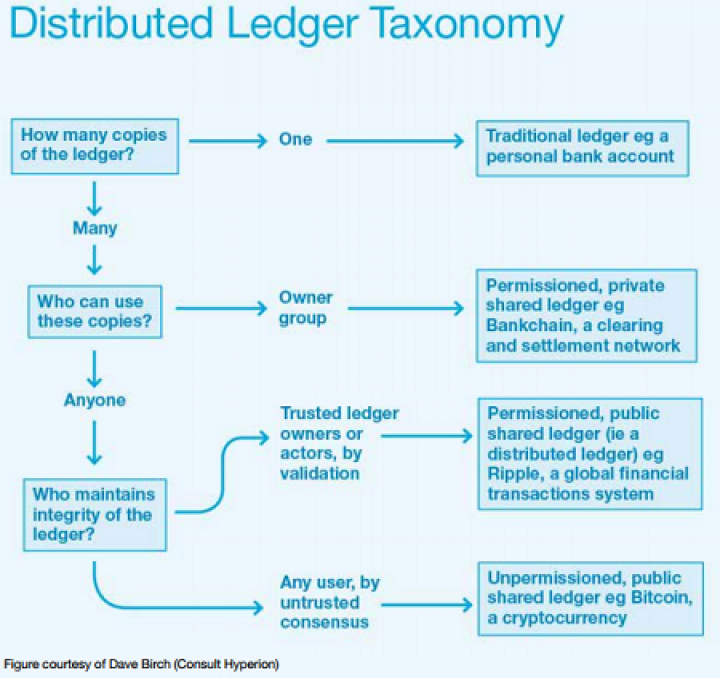 Distributed Ledger Taxonomy
How many copies
of the ledger?
One
Traditional ledger eg a
personal bank account
Many
Who can use
these copies?
Owner
group
Permissioned, private
shared ledger eg
Bankchain, a clearing
and settlement network
Anyone
Who maintains
integrity of the
ledger?
Trusted ledger
owners or
actors, by
validation
Permissioned, public
shared ledger (ie a
distributed ledger) eg
Ripple, a global financial
transactions system
Any user, by
untrusted
consensus
Unpermissioned, public
shared ledger eg Bitcoin,
a cryptocurrency
Figure courtesy of Dave Birch (Consult Hyperion)